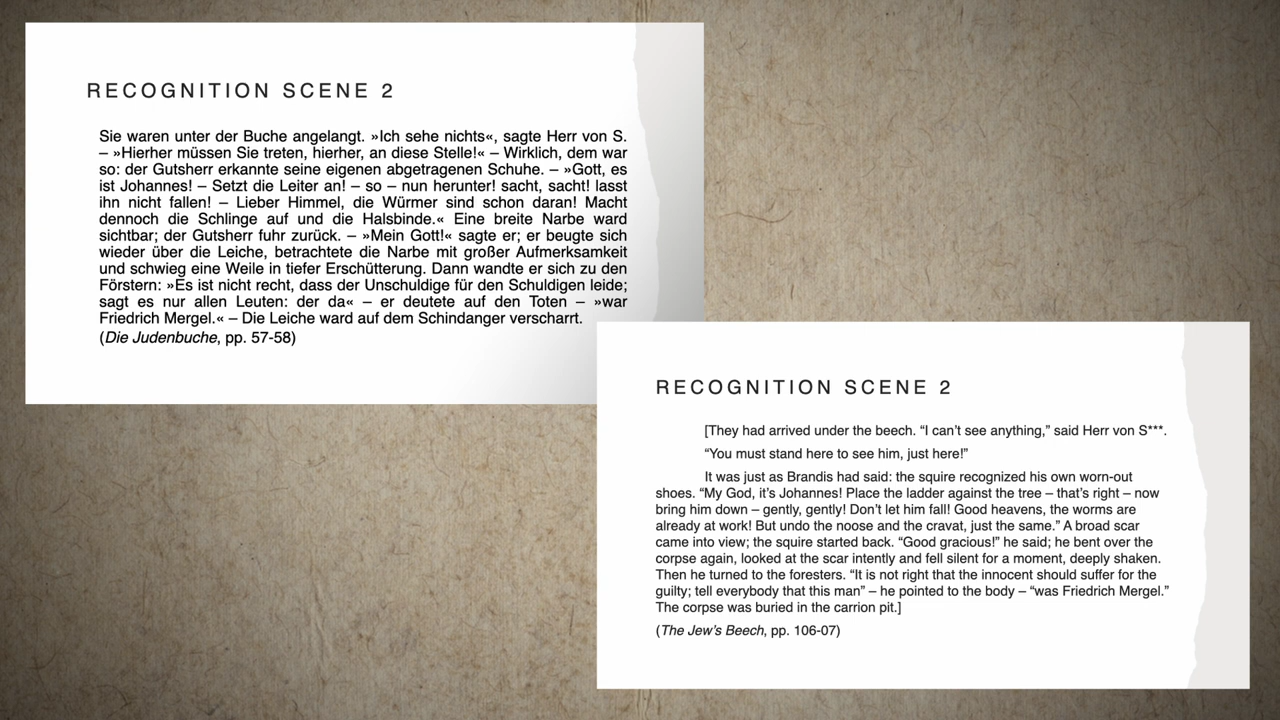 RECOGNITION SCENE 2
Sie waren unter der Buche angelangt. »Ich sehe nichts«, sagte Herr von S.
– »Hierher müssen Sie treten, hierher, an diese Stelle!« – Wirklich, dem war
so: der Gutsherr erkannte seine eigenen abgetragenen Schuhe. – »Gott, es
ist Johannes! – Setzt die Leiter an! – so – nun herunter! sacht, sacht! lasst
ihn nicht fallen! – Lieber Himmel, die Würmer sind schon daran! Macht
dennoch die Schlinge auf und die Halsbinde.« Eine breite Narbe ward
sichtbar; der Gutsherr fuhr zurück. – »Mein Gott!« sagte er; er beugte sich
wieder über die Leiche, betrachtete die Narbe mit großer Aufmerksamkeit
und schwieg eine Weile in tiefer Erschütterung. Dann wandte er sich zu den
Förstern: »Es ist nicht recht, dass der Unschuldige für den Schuldigen leide;
sagt es nur allen Leuten: der da« – er deutete auf den Toten – »war
Friedrich Mergel.« – Die Leiche ward auf dem Schindanger verscharrt.
(Die Judenbuche, pp. 57-58)
RECOGNITION SCENE 2
[They had arrived under the beech. “I can’t see anything,” said Herr von S***.
“You must stand here to see him, just here!”
It was just as Brandis had said: the squire recognized his own worn-out
shoes. “My God, it’s Johannes! Place the ladder against the tree – that’s right – now
bring him down – gently, gently! Don’t let him fall! Good heavens, the worms are
already at work! But undo the noose and the cravat, just the same.” A broad scar
came into view; the squire started back. “Good gracious!” he said; he bent over the
corpse again, looked at the scar intently and fell silent for a moment, deeply shaken.
Then he turned to the foresters. “It is not right that the innocent should suffer for the
guilty; tell everybody that this man” – he pointed to the body – “was Friedrich Mergel.”
The corpse was buried in the carrion pit.]
(The Jew’s Beech, pp. 106-07)